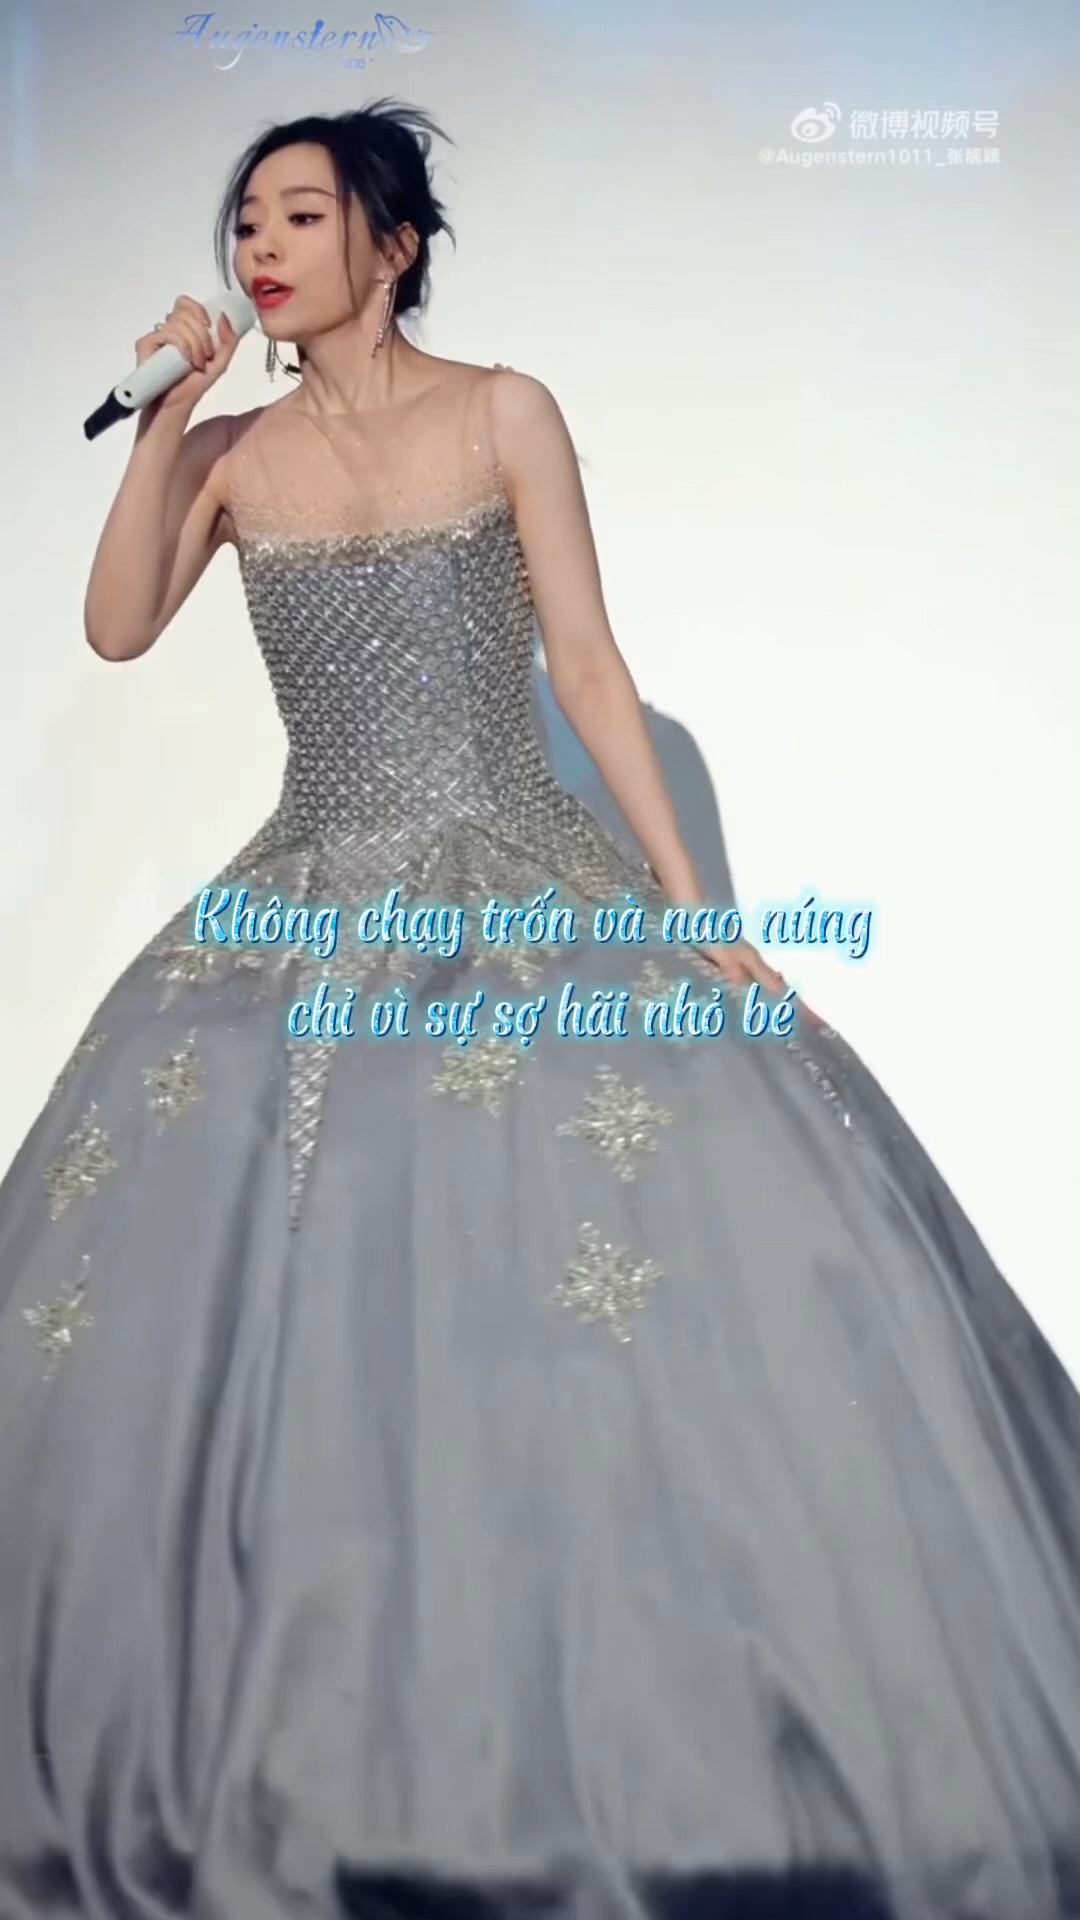 Augenstern
微博视频号
@Augenstern1011_张靓颖
Không chạy trốn và nao núng
chỉ vì sự sợ hãi nhỏ bé